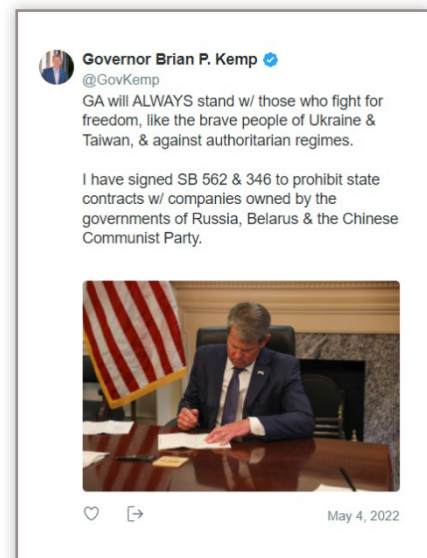 Governor Brian P. Kemp
@GovKemp
GA will ALWAYS stand w/ those who fight for
freedom, like the brave people of Ukraine &
Taiwan, & against authoritarian regimes.
I have signed SB 562 & 346 to prohibit state
contracts w/ companies owned by the
governments of Russia, Belarus & the Chinese
Communist Party.
May 4, 2022